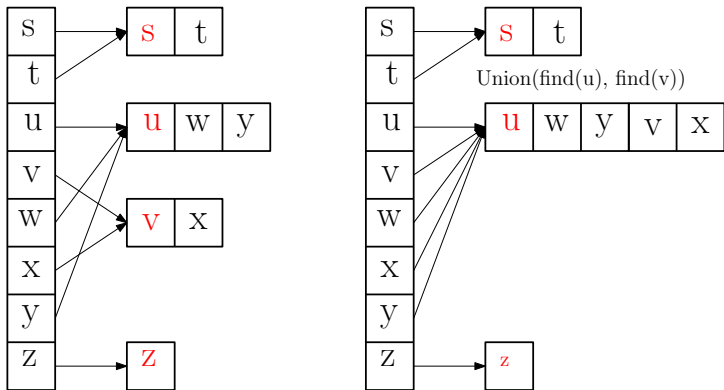 s s t
t
u u w y
v
w v x
x
y
z z
s s t
t Union(find(u), find(v))
u u w y v x
v
w
x
y
z z